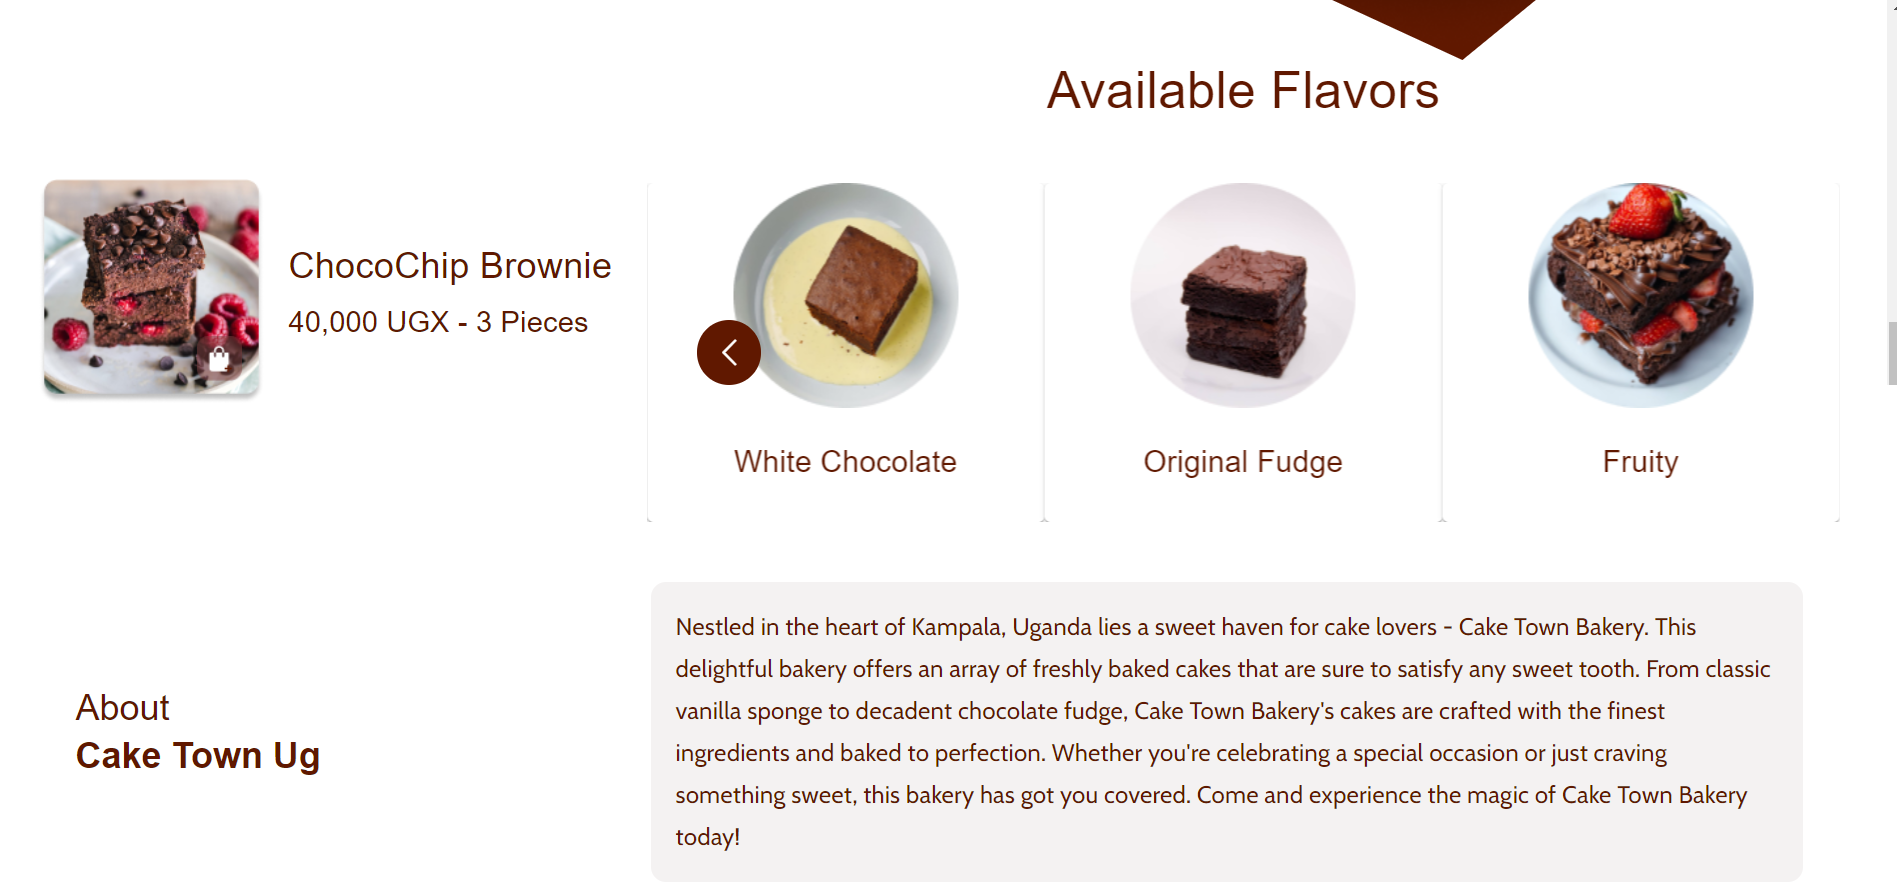 Available Flavors
ChocoChip Brownie
40,000 UGX - 3 Pieces
White Chocolate
Original Fudge
Fruity
About
Cake Town Ug
Nestled in the heart of Kampala, Uganda lies a sweet haven for cake lovers - Cake Town Bakery. This
delightful bakery offers an array of freshly baked cakes that are sure to satisfy any sweet tooth. From classic
vanilla sponge to decadent chocolate fudge, Cake Town Bakery's cakes are crafted with the finest
ingredients and baked to perfection. Whether you're celebrating a special occasion or just craving
something sweet, this bakery has got you covered. Come and experience the magic of Cake Town Bakery
today!